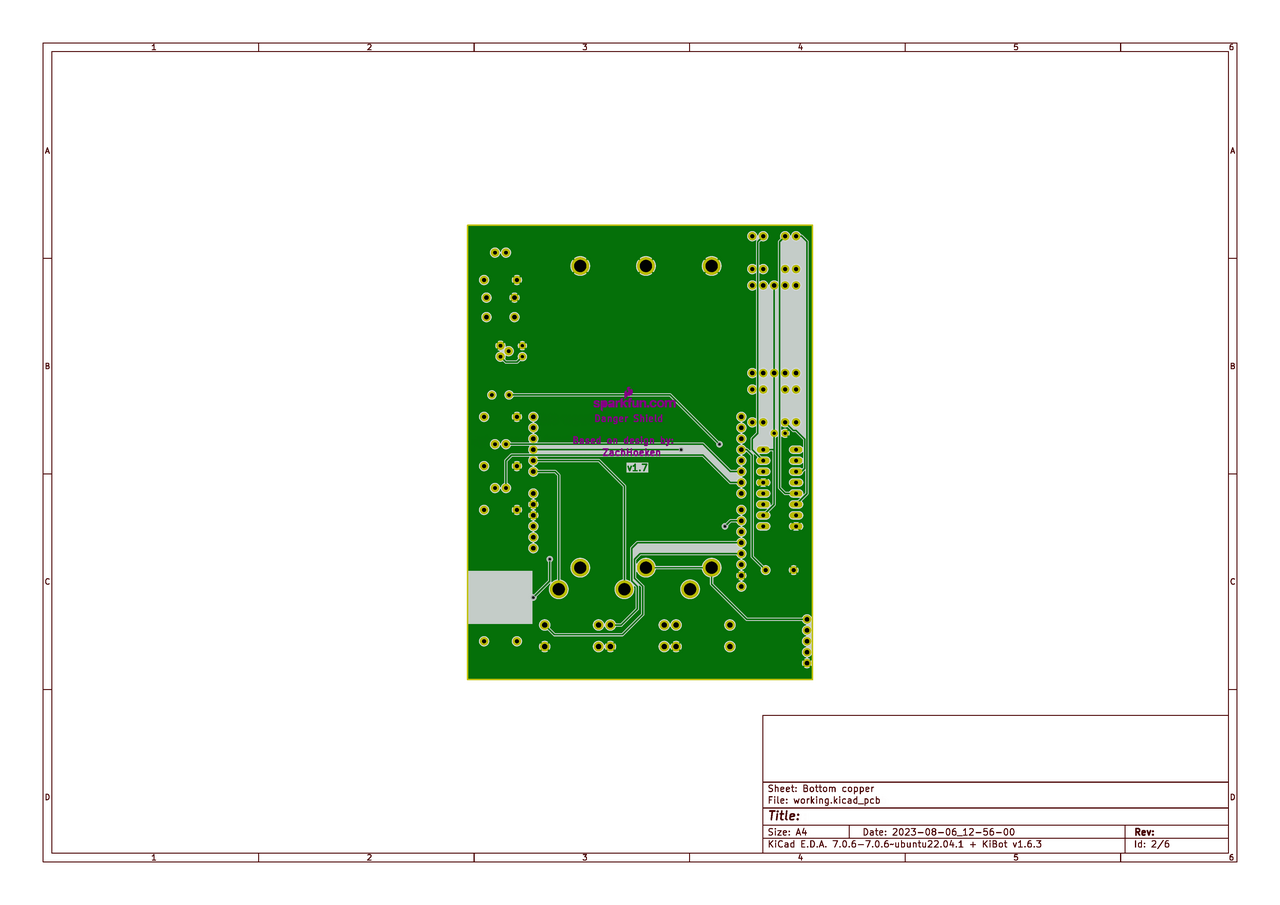 1 2 3 4 5 6
A A
B B
sparkfun.com
Danger Shield
Based on design by:
ZachHoeken
v1.7
C C
D D
Sheet: Bottom copper
File: working.kicad_pcb
Title:
Size: A4 Date: 2023-08-06_12-56-00 Rev:
KiCad E.D.A. 7.0.6-7.0.6~ubuntu22.04.1 + KiBot v1.6.3 Id: 2/6
1 2 3 4 5 6